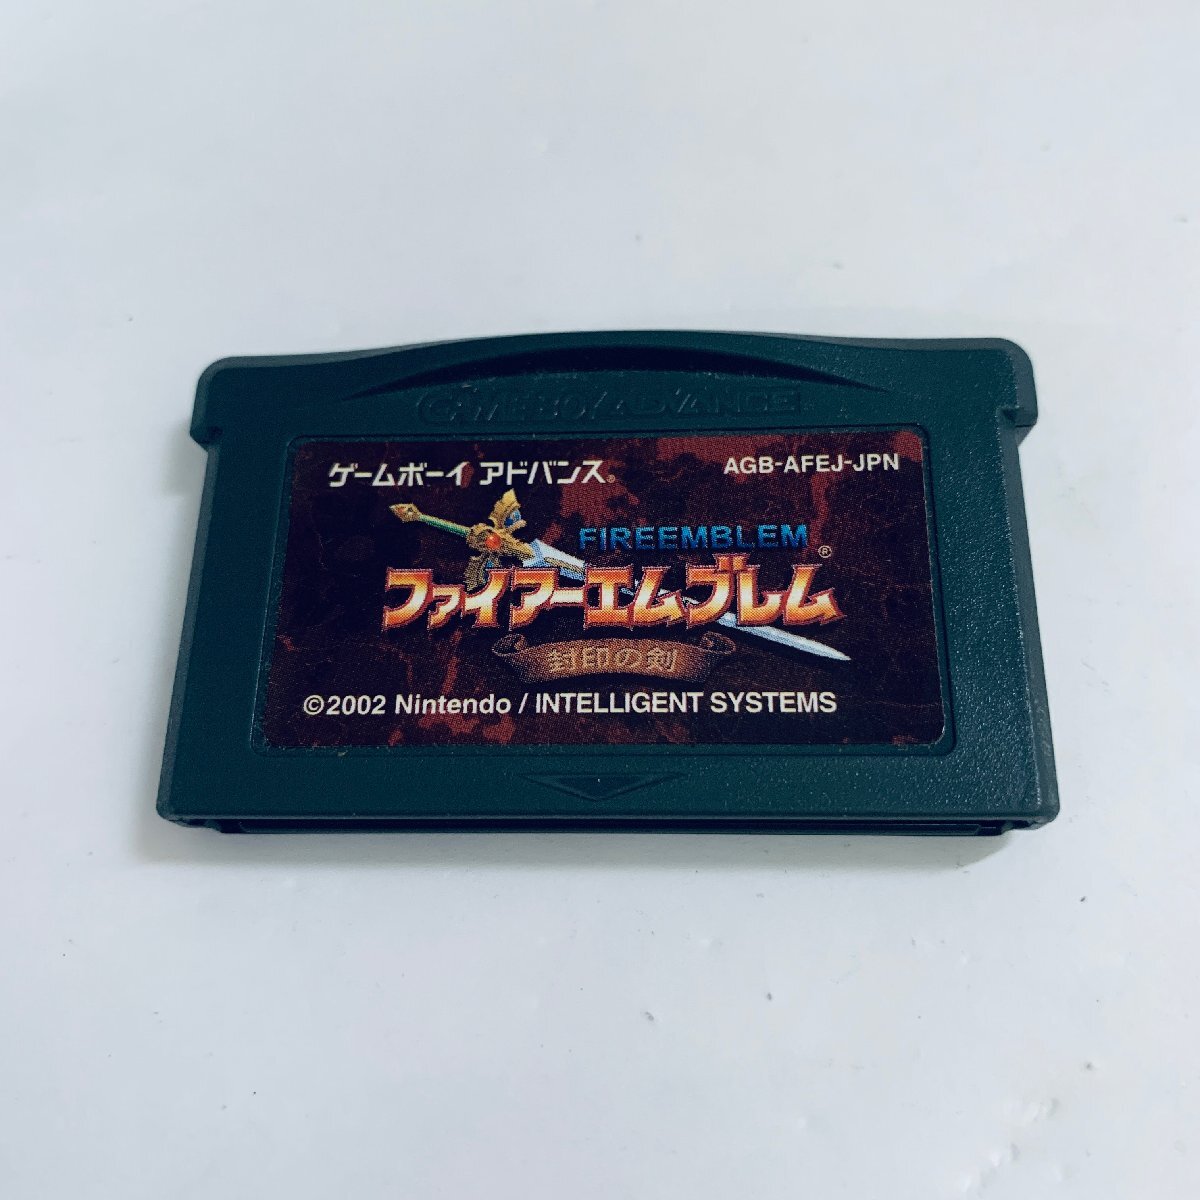 GAME BOY ADVANCE
ゲームボーイ アドバンス®
AGB-AFEJ-JPN
FIREEMBLEM
ファイアーエムブレム®
封印の剣
©2002 Nintendo / INTELLIGENT SYSTEMS